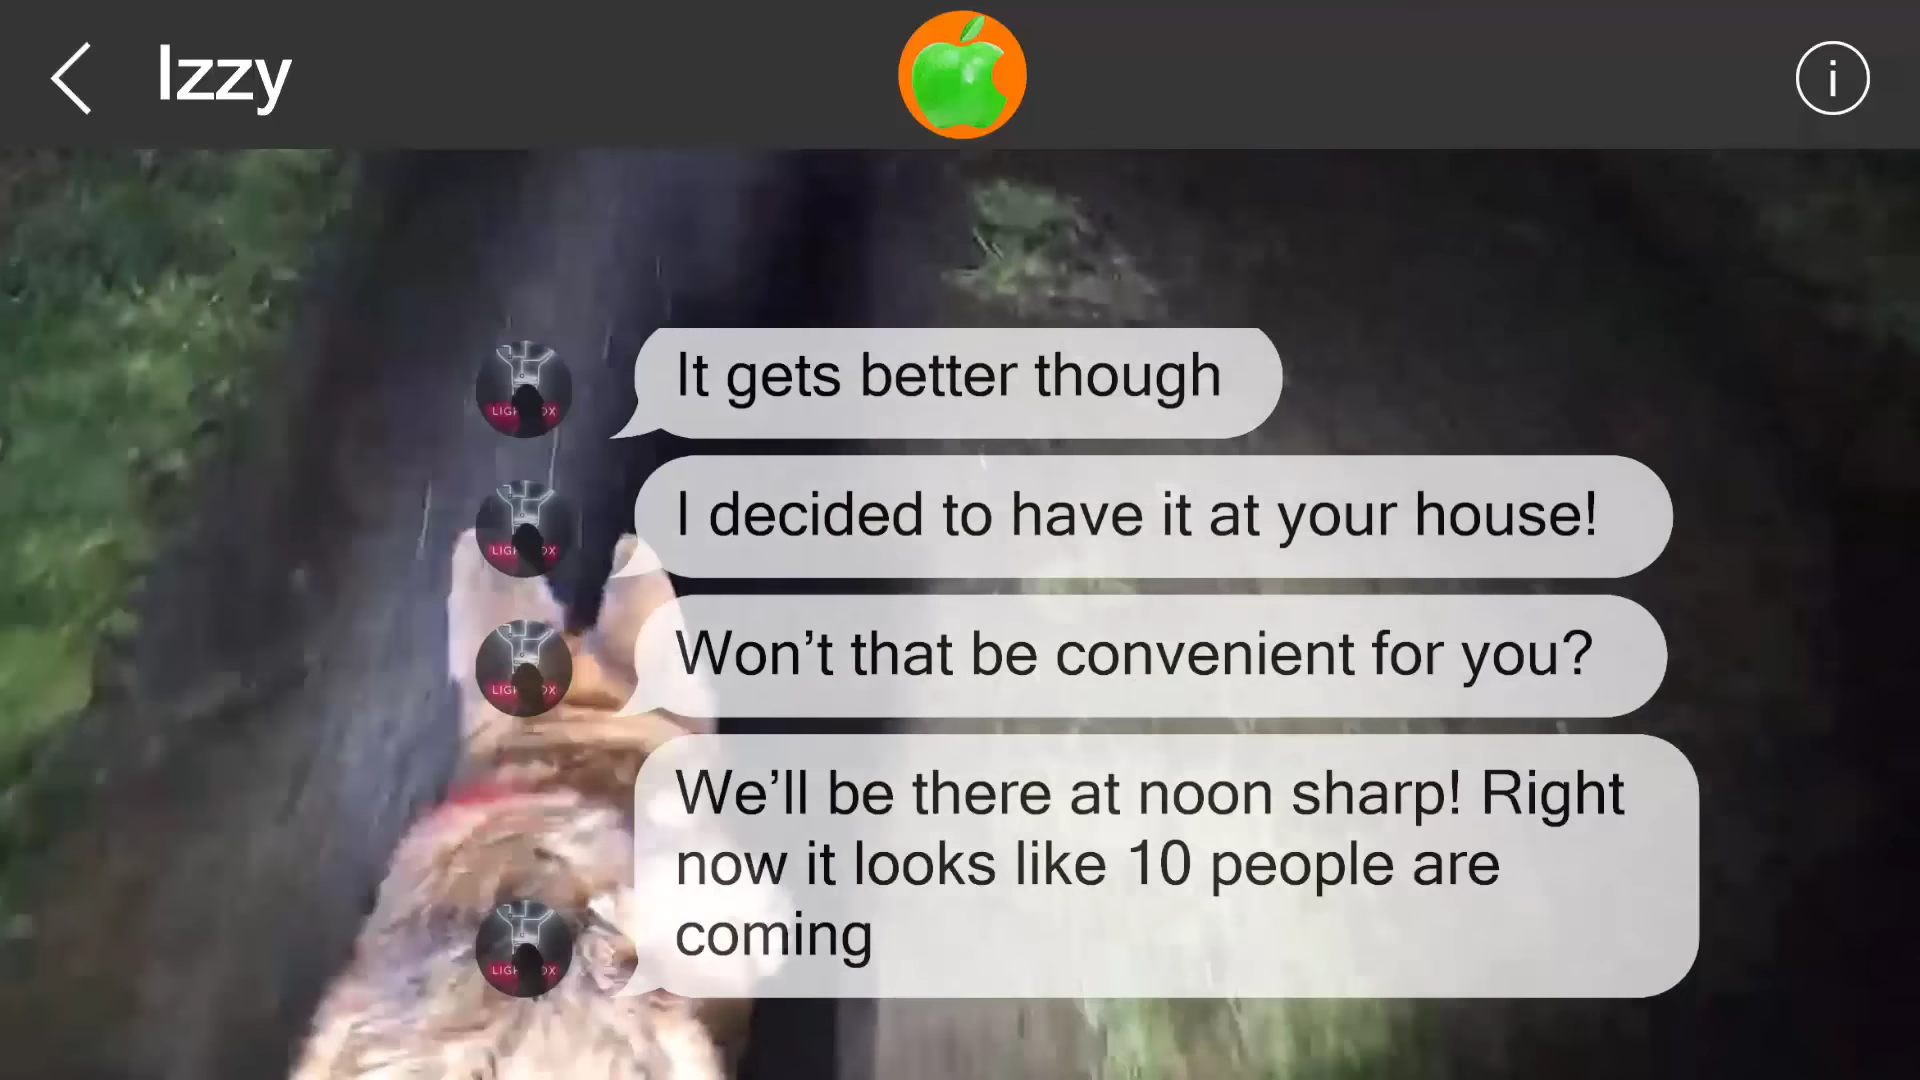 Izzy
i
It gets better though
I decided to have it at your house!
Won’t that be convenient for you?
We’ll be there at noon sharp! Right
now it looks like 10 people are
coming